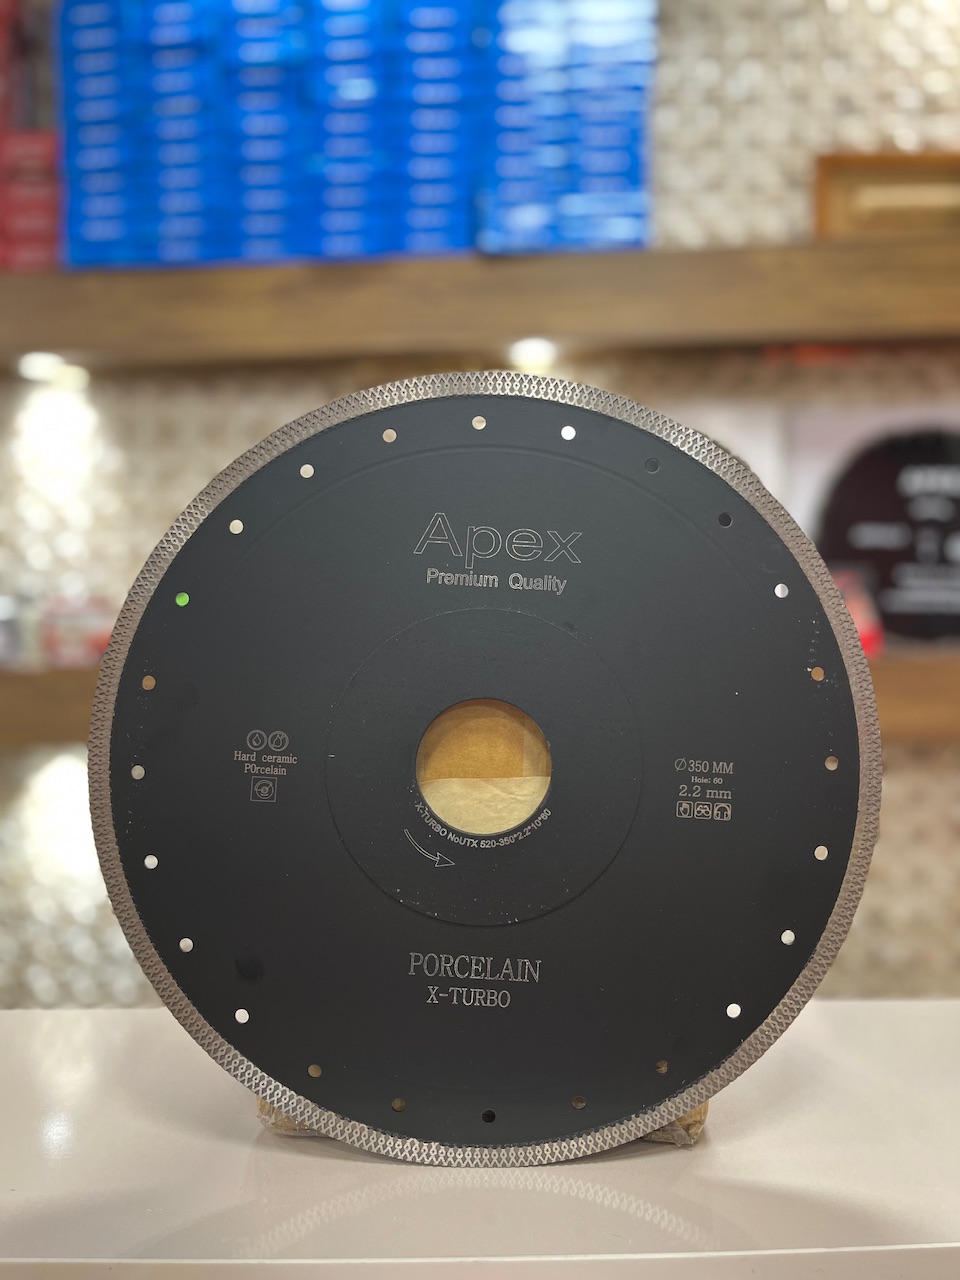 Apex
Premium Quality
Hard ceramic
POrcelain
∅350 MM
Hole: 60
2.2 mm
X-TURBO NoUTX 520-350*2.2*10*60
PORCELAIN
X-TURBO